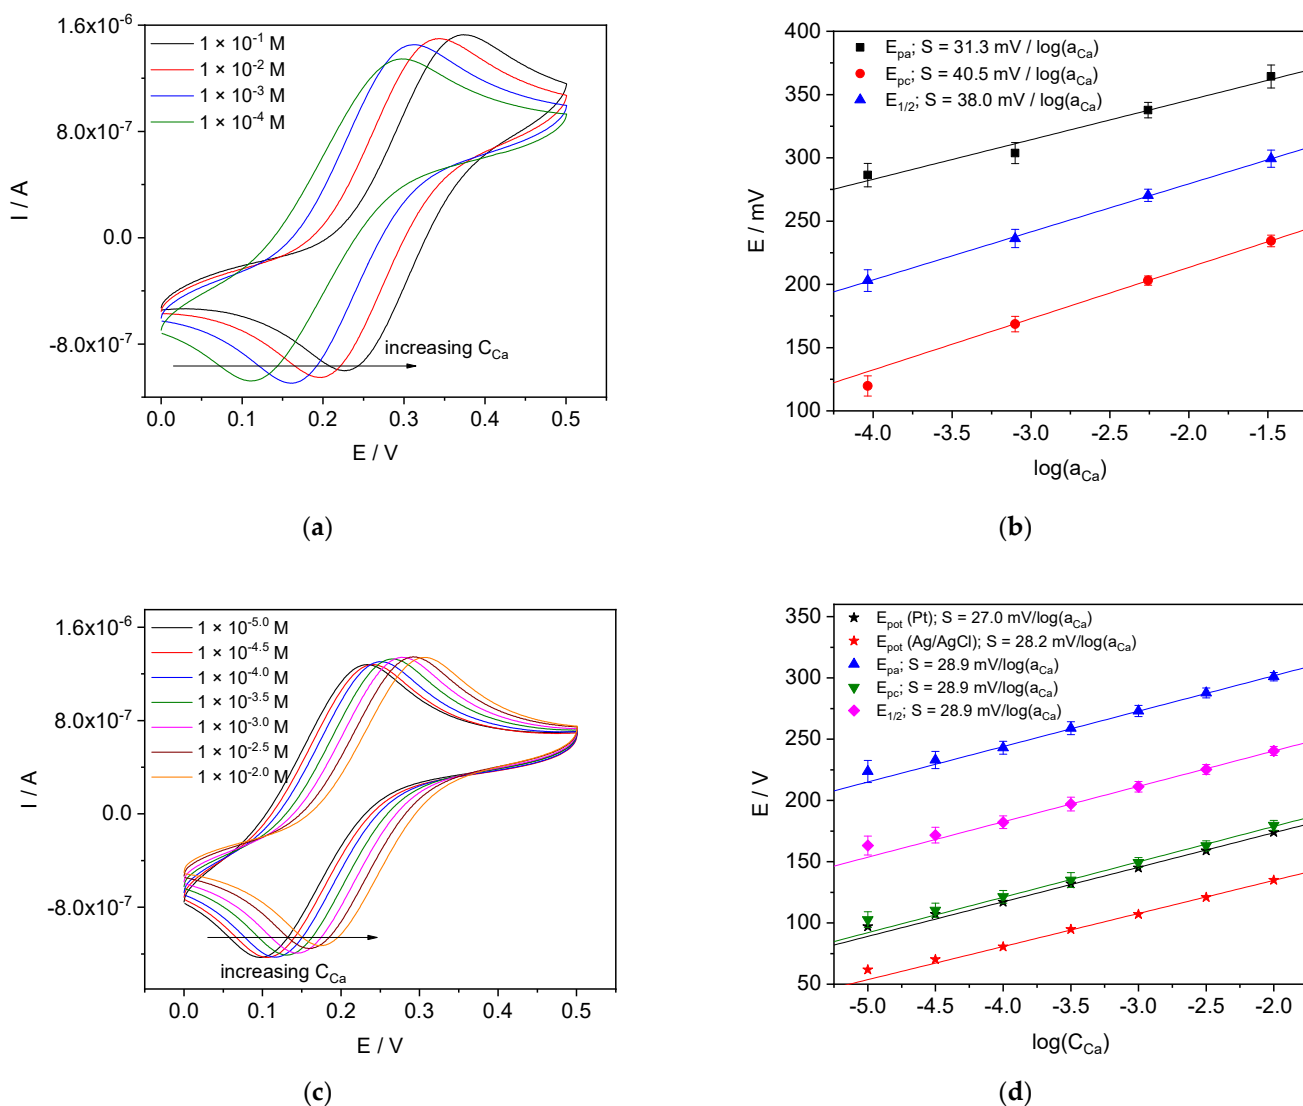 1.6x10⁻⁶
8.0x10⁻⁷
0.0
-8.0x10⁻⁷
I / A
1 × 10⁻¹ M
1 × 10⁻² M
1 × 10⁻³ M
1 × 10⁻⁴ M
increasing C_Ca
0.0 0.1 0.2 0.3 0.4 0.5
E / V
(a)
400
350
300
250
200
150
100
E / mV
E_pa; S = 31.3 mV / log(a_Ca)
E_pc; S = 40.5 mV / log(a_Ca)
E_1/2; S = 38.0 mV / log(a_Ca)
-4.0 -3.5 -3.0 -2.5 -2.0 -1.5
log(a_Ca)
(b)
1.6x10⁻⁶
8.0x10⁻⁷
0.0
-8.0x10⁻⁷
I / A
1 × 10⁻⁵·⁰ M
1 × 10⁻⁴·⁵ M
1 × 10⁻⁴·⁰ M
1 × 10⁻³·⁵ M
1 × 10⁻³·⁰ M
1 × 10⁻²·⁵ M
1 × 10⁻²·⁰ M
increasing C_Ca
0.0 0.1 0.2 0.3 0.4 0.5
E / V
(c)
350
300
250
200
150
100
50
E / V
E_pot (Pt); S = 27.0 mV/log(a_Ca)
E_pot (Ag/AgCl); S = 28.2 mV/log(a_Ca)
E_pa; S = 28.9 mV/log(a_Ca)
E_pc; S = 28.9 mV/log(a_Ca)
E_1/2; S = 28.9 mV/log(a_Ca)
-5.0 -4.5 -4.0 -3.5 -3.0 -2.5 -2.0
log(C_Ca)
(d)